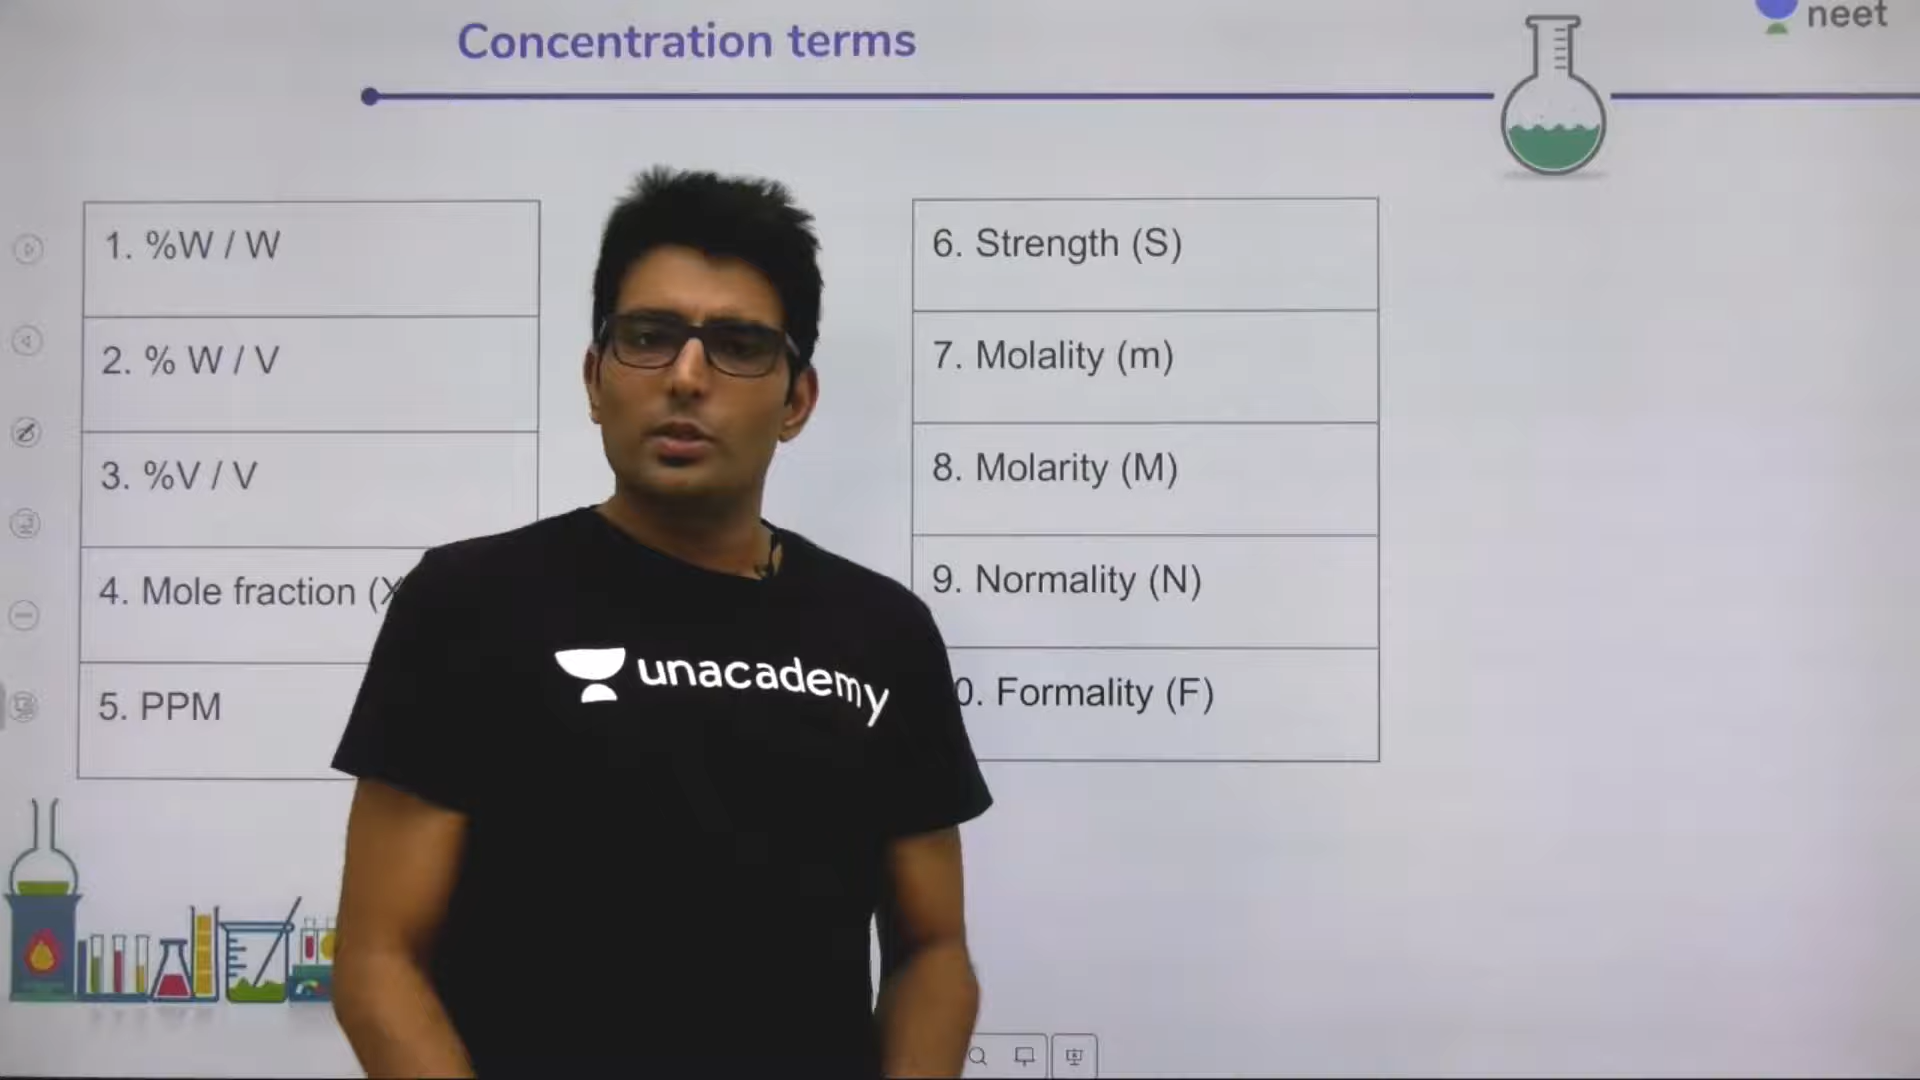 Concentration terms
neet
1. %W / W
2. % W / V
3. %V / V
4. Mole fraction (X
5. PPM
6. Strength (S)
7. Molality (m)
8. Molarity (M)
9. Normality (N)
0. Formality (F)
unacademy